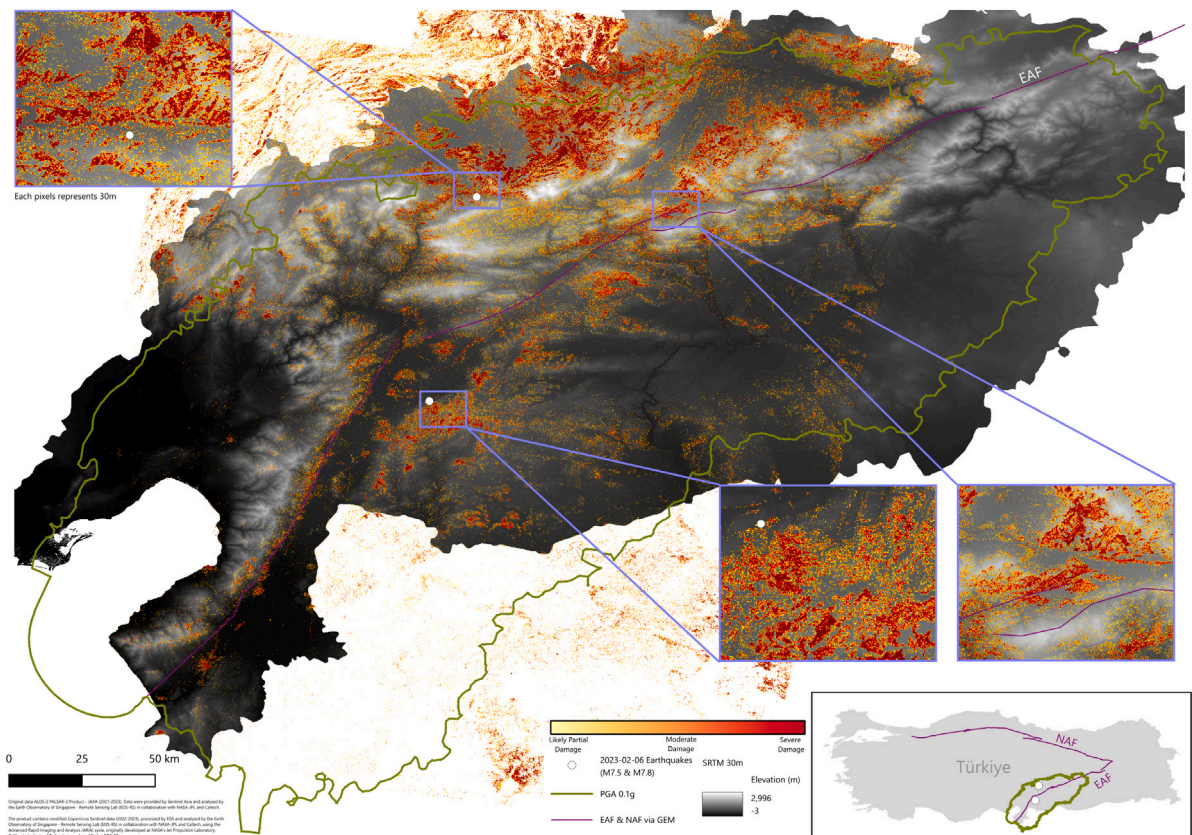 EAF
Each pixels represents 30m
Likely Partial
Damage
Moderate
Damage
Severe
Damage
2023-02-06 Earthquakes
(M7.5 & M7.8)
SRTM 30m
PGA 0.1g
Elevation (m)
2,996
-3
EAF & NAF via GEM
0
25
50 km
Original data ALOS-2 PALSAR-2 Product - JAXA (2021-2023). Data were provided by Sentinel Asia and analysed by
the Earth Observatory of Singapore - Remote Sensing Lab (EOS-RS) in collaboration with NASA-JPL and Caltech.
The product contains modified Copernicus Sentinel data (2022-2023), processed by ESA and analysed by the Earth
Observatory of Singapore - Remote Sensing Lab (EOS-RS) in collaboration with NASA-JPL and Caltech, using the
Advanced Rapid Imaging and Analysis (ARIA) syste, originally developed at NASA's Jet Propulsion Laboratory,
NAF
Türkiye
EAF